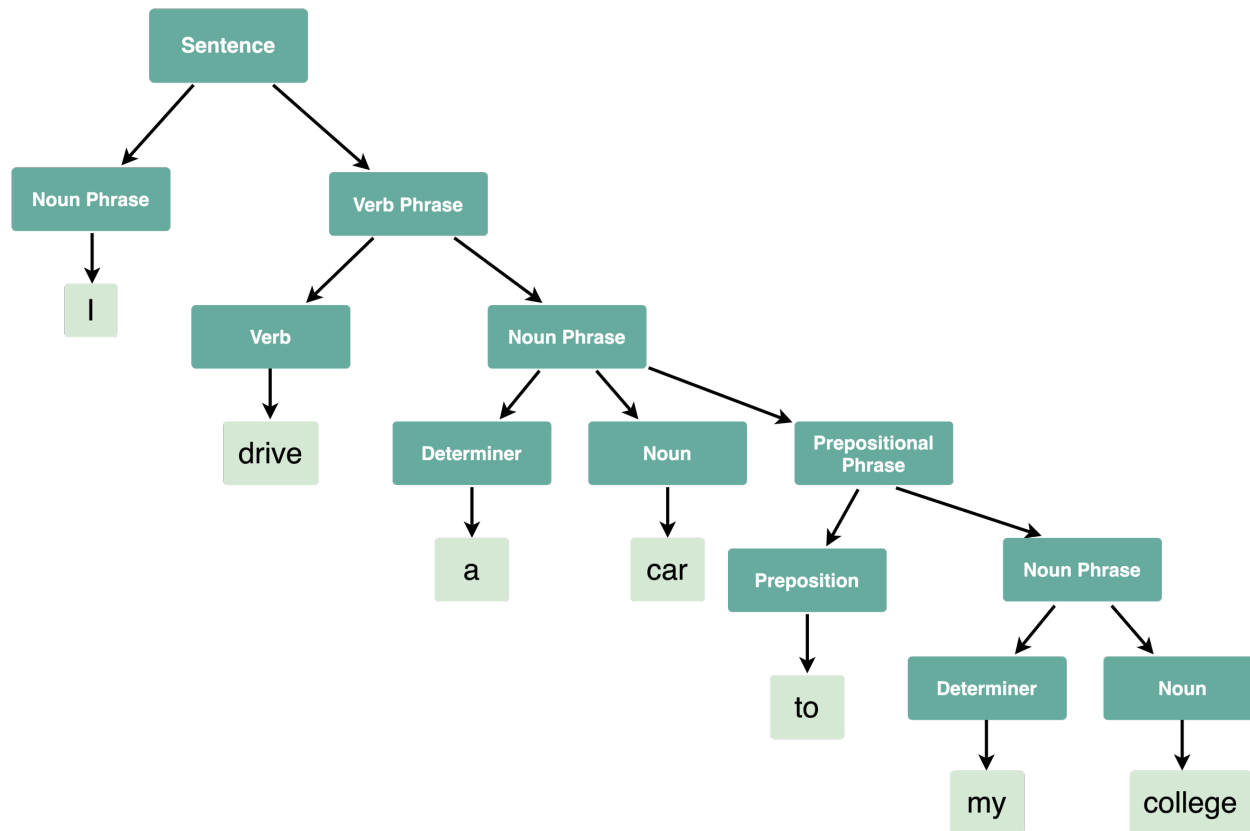 Sentence
Noun Phrase
Verb Phrase
I
Verb
Noun Phrase
drive
Determiner
Noun
Prepositional
Phrase
a
car
Preposition
Noun Phrase
to
Determiner
Noun
my
college